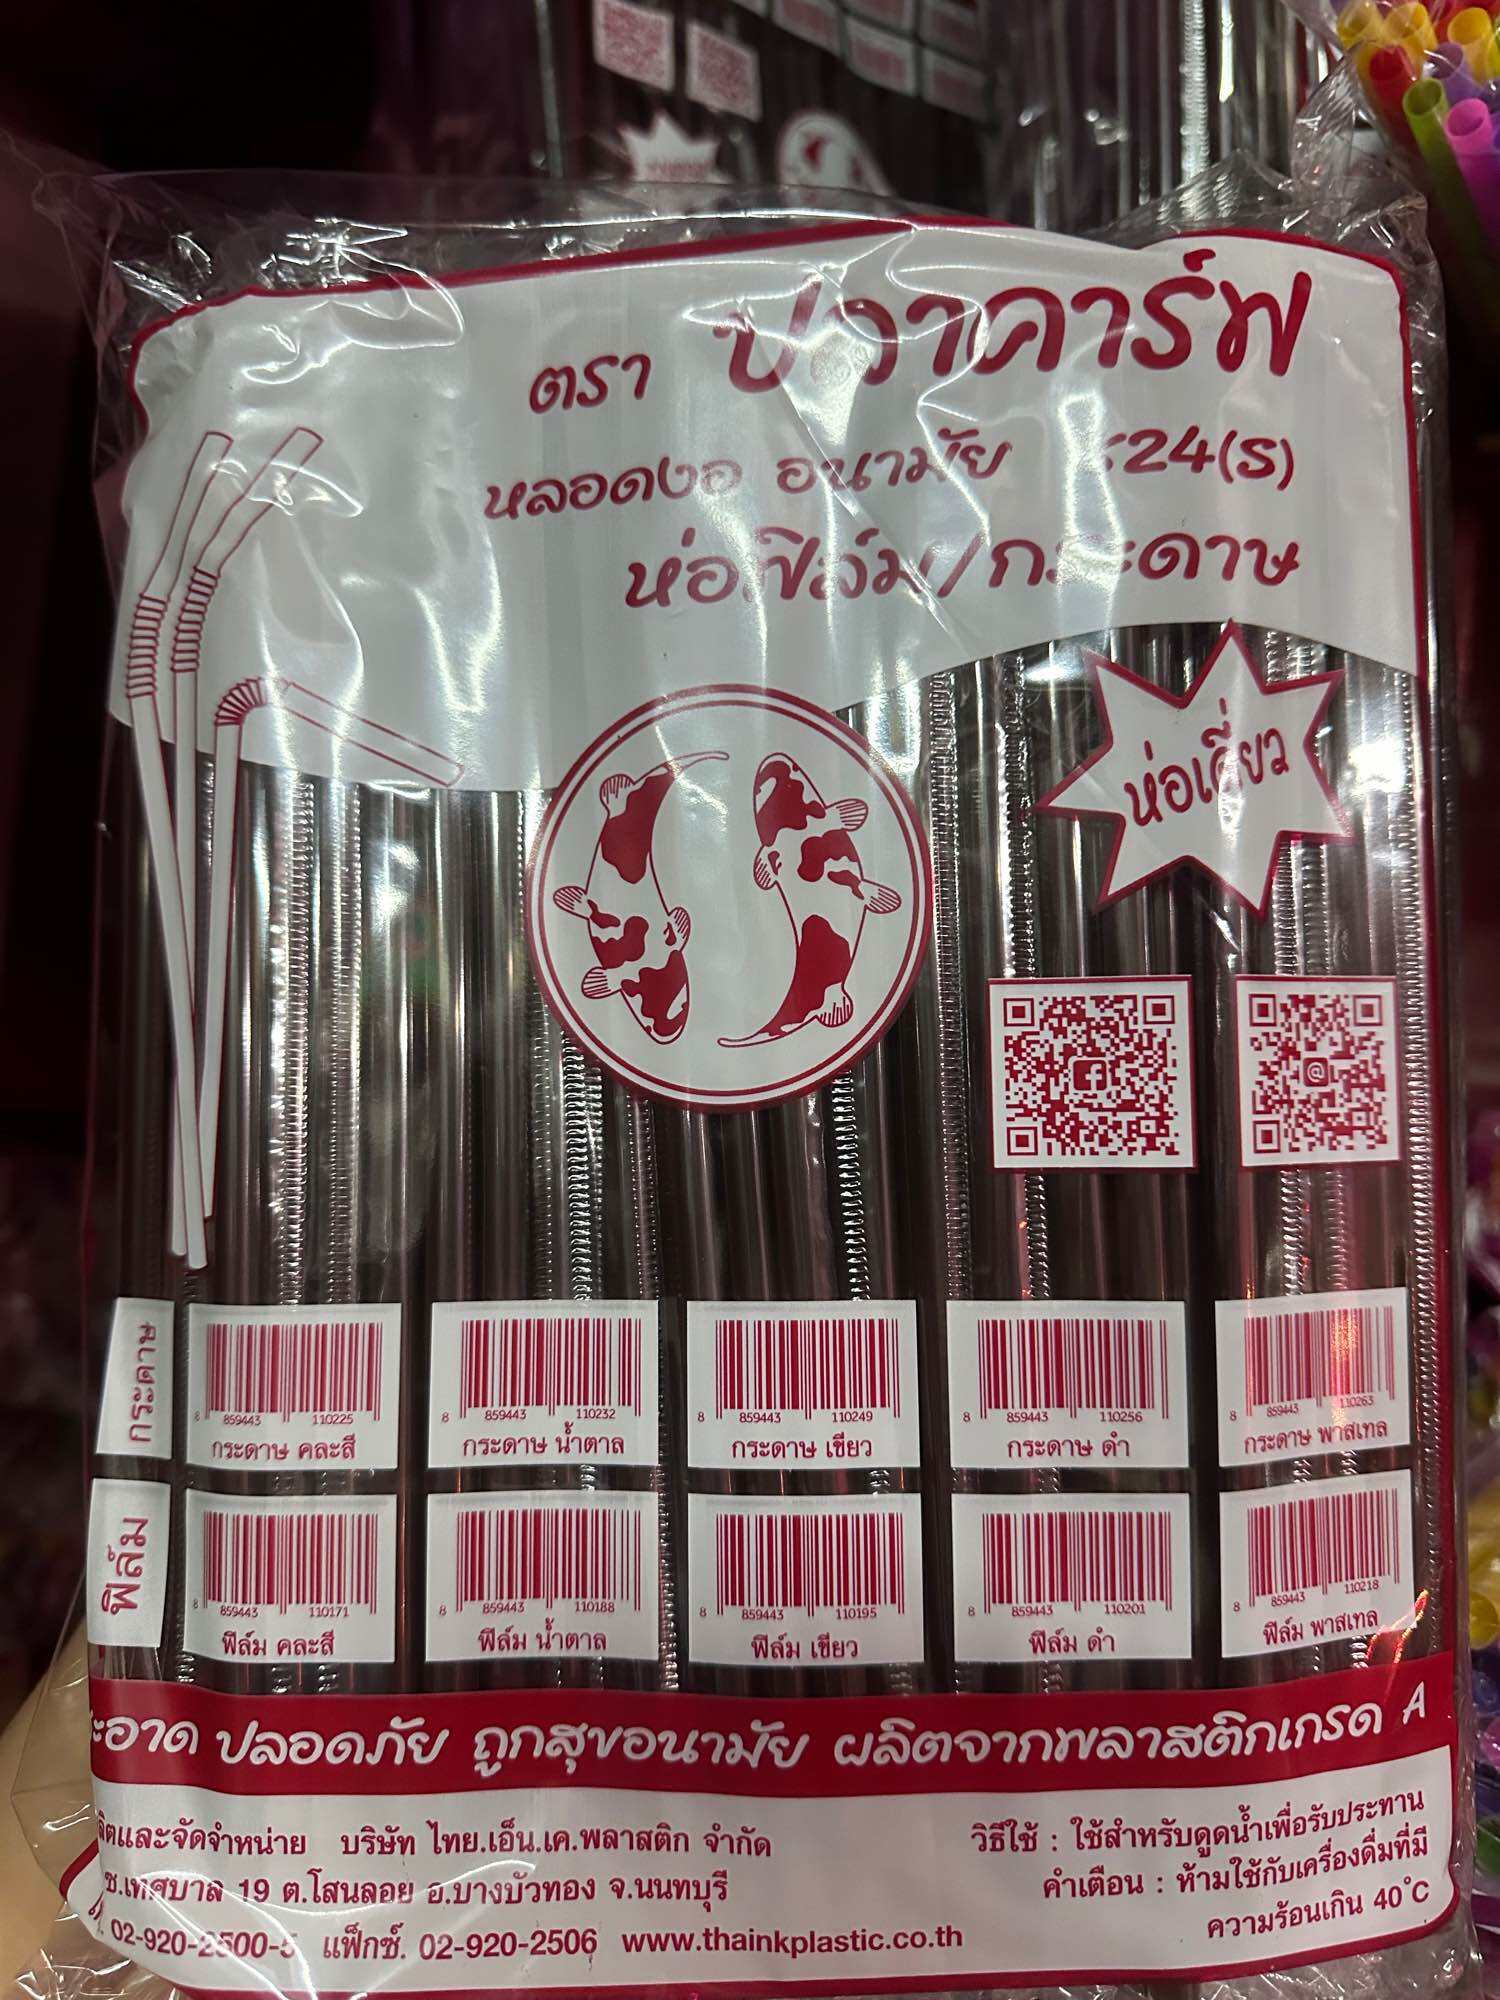 ตรา ปลาคาร์ฟ
หลอดงอ อนามัย 24(S)
ห่อฟิล์ม/กระดาษ
ห่อเดี่ยว
กระดาษ
8 859443 110225
กระดาษ คละสี
8 859443 110232
กระดาษ น้ำตาล
8 859443 110249
กระดาษ เขียว
8 859443 110256
กระดาษ ดำ
8 859443 110263
กระดาษ พาสเทล
ฟิล์ม
8 859443 110171
ฟิล์ม คละสี
8 859443 110188
ฟิล์ม น้ำตาล
8 859443 110195
ฟิล์ม เขียว
8 859443 110201
ฟิล์ม ดำ
8 859443 110218
ฟิล์ม พาสเทล
ะอาด ปลอดภัย ถูกสุขอนามัย ผลิตจากพลาสติกเกรด A
ลิตและจัดจำหน่าย บริษัท ไทย.เอ็น.เค.พลาสติก จำกัด
ซ.เทศบาล 19 ต.โสนลอย อ.บางบัวทอง จ.นนทบุรี
02-920-2500-5 แฟ็กซ์. 02-920-2506 www.thainkplastic.co.th
วิธีใช้ : ใช้สำหรับดูดน้ำเพื่อรับประทาน
คำเตือน : ห้ามใช้กับเครื่องดื่มที่มี
ความร้อนเกิน 40°C